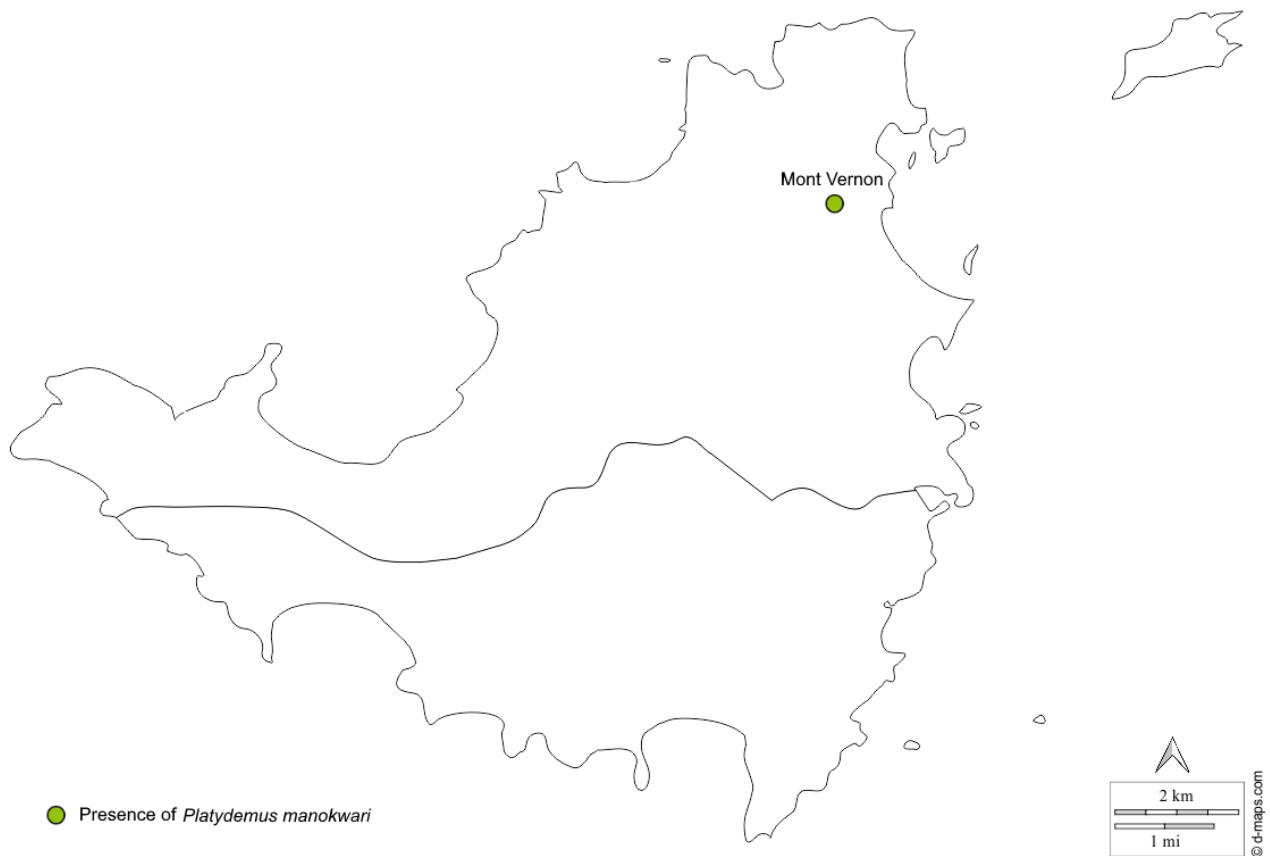 Mont Vernon
Presence of Platydemus manokwari
2 km
1 mi
© d-maps.com